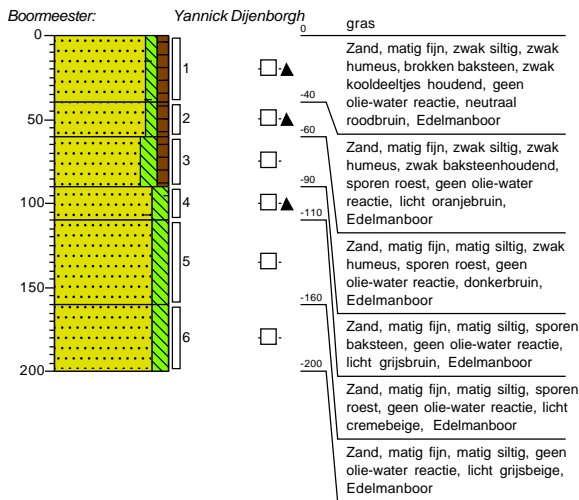 Boormeester: Yannick Dijenborgh
0
50
100
150
200
1
2
3
4
5
6
0 gras
Zand, matig fijn, zwak siltig, zwak
humeus, brokken baksteen, zwak
kooldeeltjes houdend, geen
olie-water reactie, neutraal
roodbruin, Edelmanboor
-40
Zand, matig fijn, zwak siltig, zwak
humeus, zwak baksteenhoudend,
sporen roest, geen olie-water
reactie, licht oranjebruin,
Edelmanboor
-60
Zand, matig fijn, matig siltig, zwak
humeus, sporen roest, geen
olie-water reactie, donkerbruin,
Edelmanboor
-90
Zand, matig fijn, matig siltig, sporen
baksteen, geen olie-water reactie,
licht grijsbruin, Edelmanboor
-110
Zand, matig fijn, matig siltig, sporen
roest, geen olie-water reactie, licht
cremebeige, Edelmanboor
-160
Zand, matig fijn, matig siltig, geen
olie-water reactie, licht grijsbeige,
Edelmanboor
-200